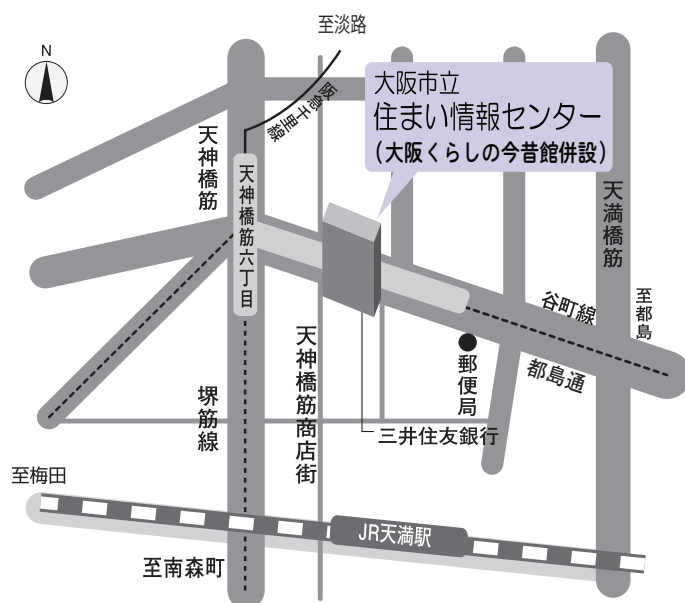 至淡路
N
阪急千里線
大阪市立
住まい情報センター
(大阪くらしの今昔館併設)
天神橋筋
天神橋筋六丁目
天満橋筋
谷町線
至都島
都島通
郵便局
天神橋筋商店街
堺筋線
三井住友銀行
至梅田
JR天満駅
至南森町